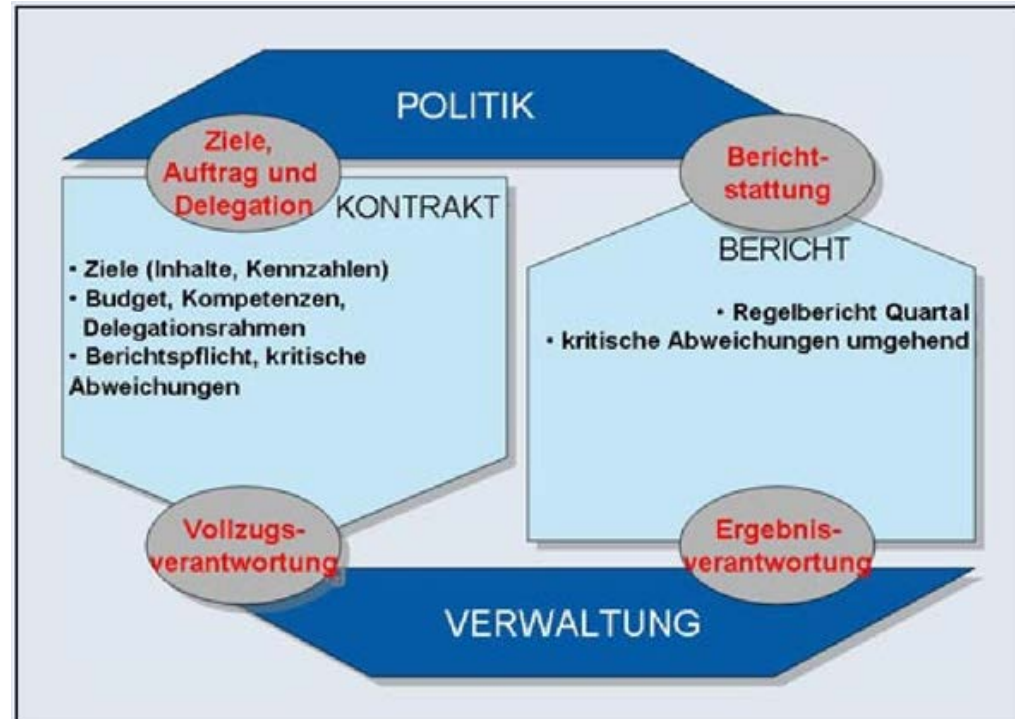 POLITIK
Ziele,
Auftrag und
Delegation
KONTRAKT
• Ziele (Inhalte, Kennzahlen)
• Budget, Kompetenzen,
Delegationsrahmen
• Berichtspflicht, kritische
Abweichungen
Vollzugs-
verantwortung
Bericht-
stattung
BERICHT
• Regelbericht Quartal
• kritische Abweichungen umgehend
Ergebnis-
verantwortung
VERWALTUNG